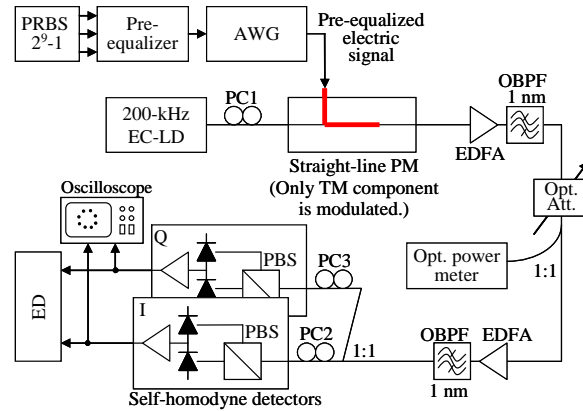 PRBS
2⁹-1
Pre-
equalizer
AWG
Pre-equalized
electric
signal
200-kHz
EC-LD
PC1
Straight-line PM
(Only TM component
is modulated.)
EDFA
OBPF
1 nm
Opt.
Att.
Opt. power
meter
1:1
Oscilloscope
Q
PBS
PC3
ED
I
PBS
PC2
1:1
OBPF
1 nm
EDFA
Self-homodyne detectors